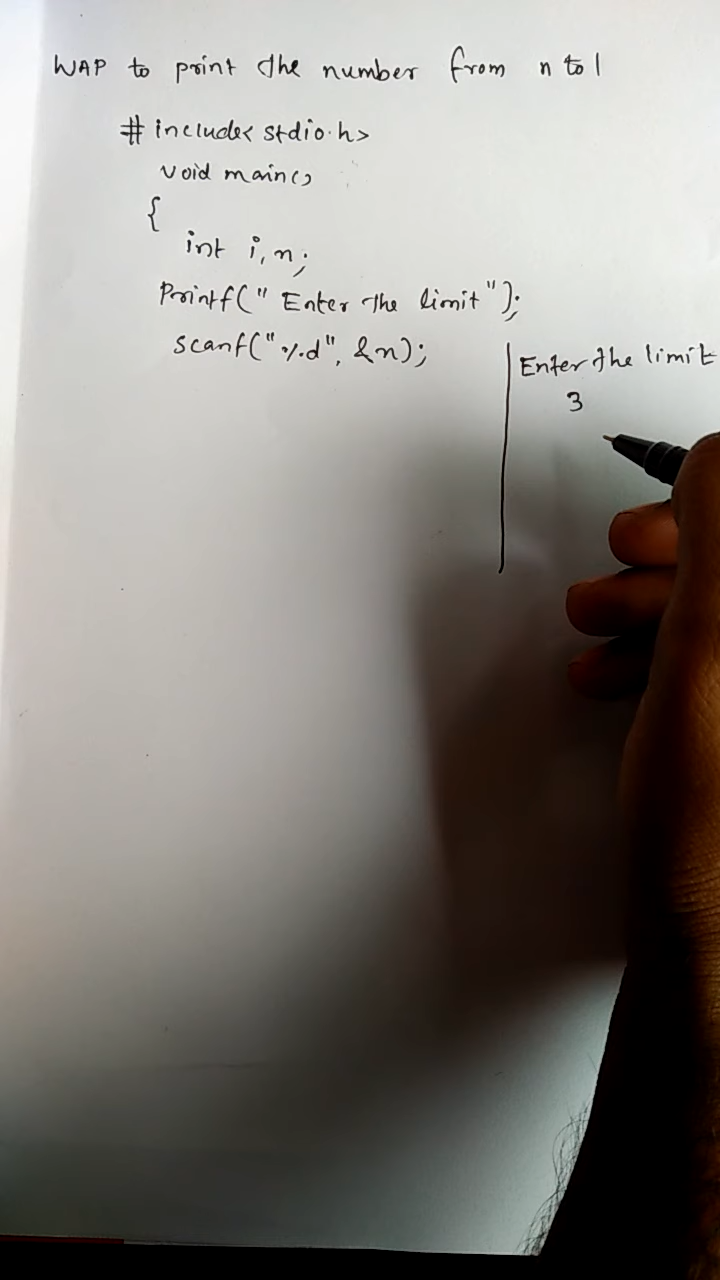 WAP to print the number from n to 1
# include< stdio.h>
void main()
{
int i, n;
Printf(" Enter the limit");
scanf("%d", &n);
Enter the limit
3